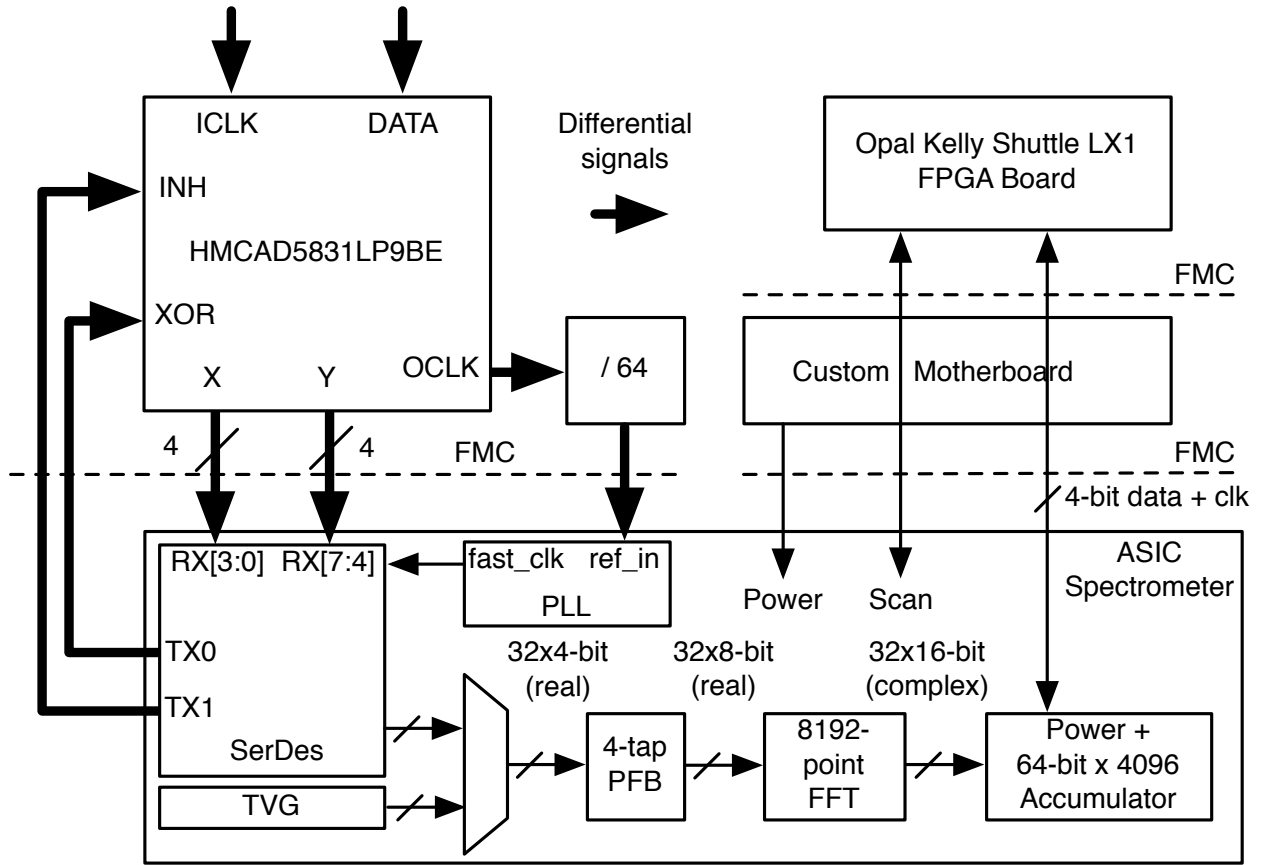 ICLK
DATA
Differential
signals
Opal Kelly Shuttle LX1
FPGA Board
INH
HMCAD5831LP9BE
XOR
X
Y
OCLK
/ 64
FMC
Custom Motherboard
4
4
FMC
FMC
4-bit data + clk
RX[3:0]
RX[7:4]
fast_clk
ref_in
PLL
Power
Scan
ASIC
Spectrometer
TX0
TX1
SerDes
TVG
32x4-bit
(real)
32x8-bit
(real)
32x16-bit
(complex)
4-tap
PFB
8192-
point
FFT
Power +
64-bit x 4096
Accumulator